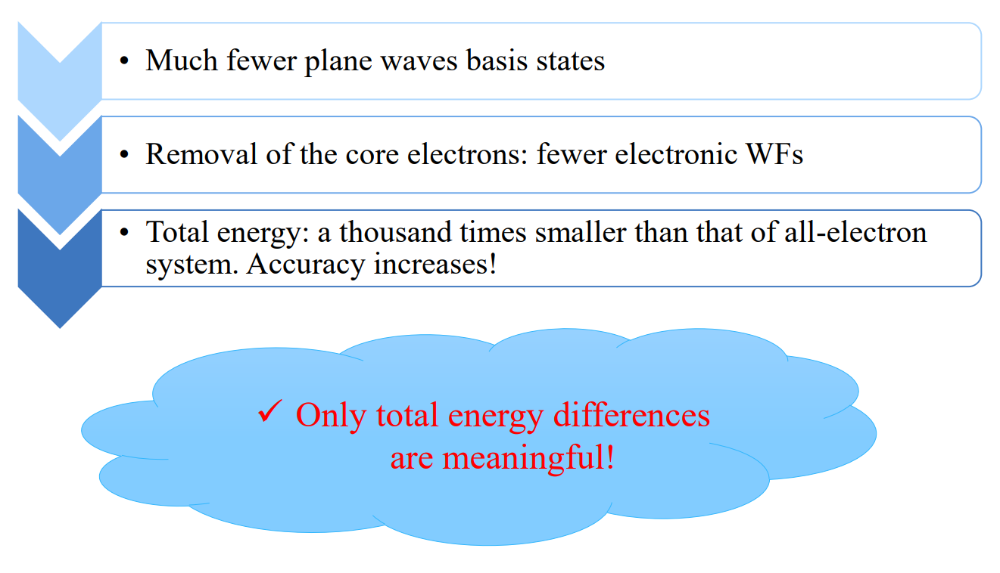 • Much fewer plane waves basis states
• Removal of the core electrons: fewer electronic WFs
• Total energy: a thousand times smaller than that of all-electron
system. Accuracy increases!
✓ Only total energy differences
are meaningful!